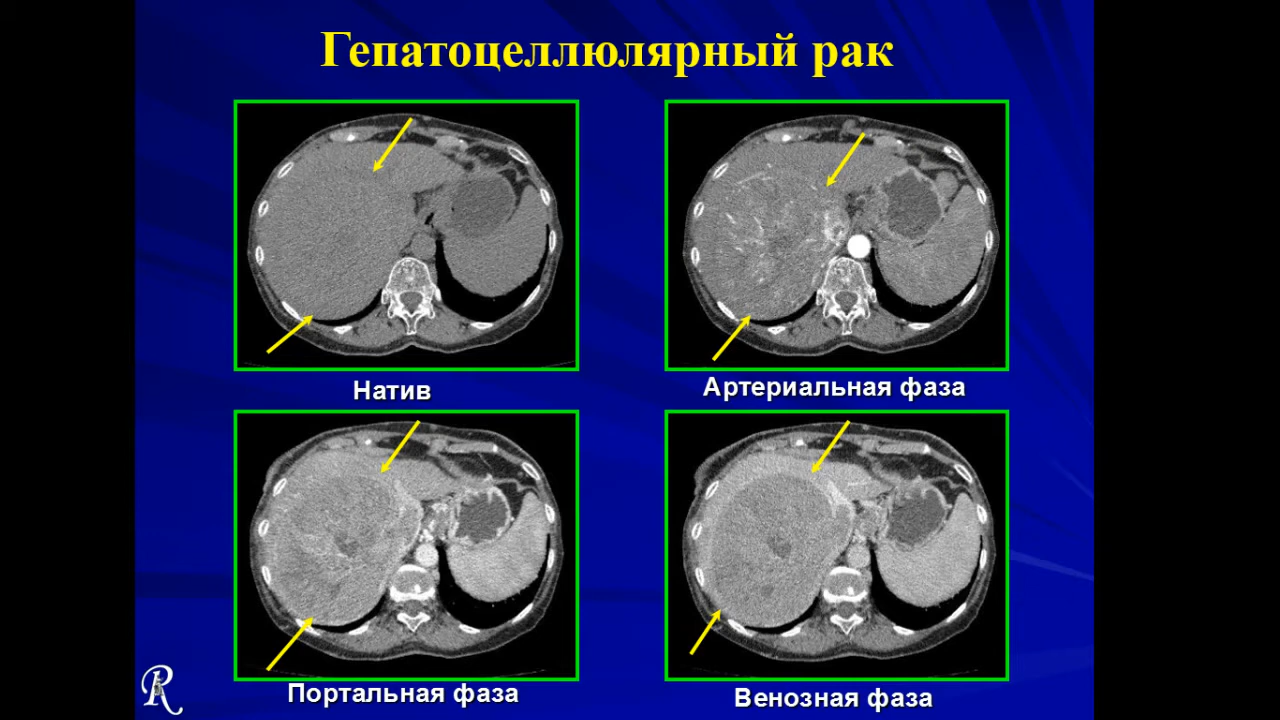 Гепатоцеллюлярный рак
Натив
Артериальная фаза
Портальная фаза
Венозная фаза
R